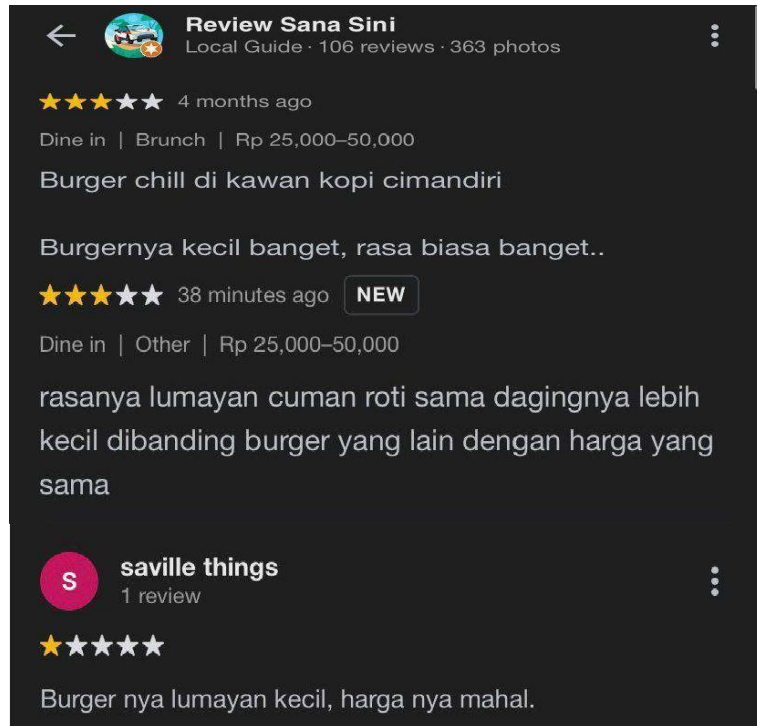 Review Sana Sini
Local Guide · 106 reviews · 363 photos
4 months ago
Dine in | Brunch | Rp 25,000–50,000
Burger chill di kawan kopi cimandiri
Burgernya kecil banget, rasa biasa banget..
38 minutes ago NEW
Dine in | Other | Rp 25,000–50,000
rasanya lumayan cuman roti sama dagingnya lebih
kecil dibanding burger yang lain dengan harga yang
sama
S saville things
1 review
Burger nya lumayan kecil, harga nya mahal.